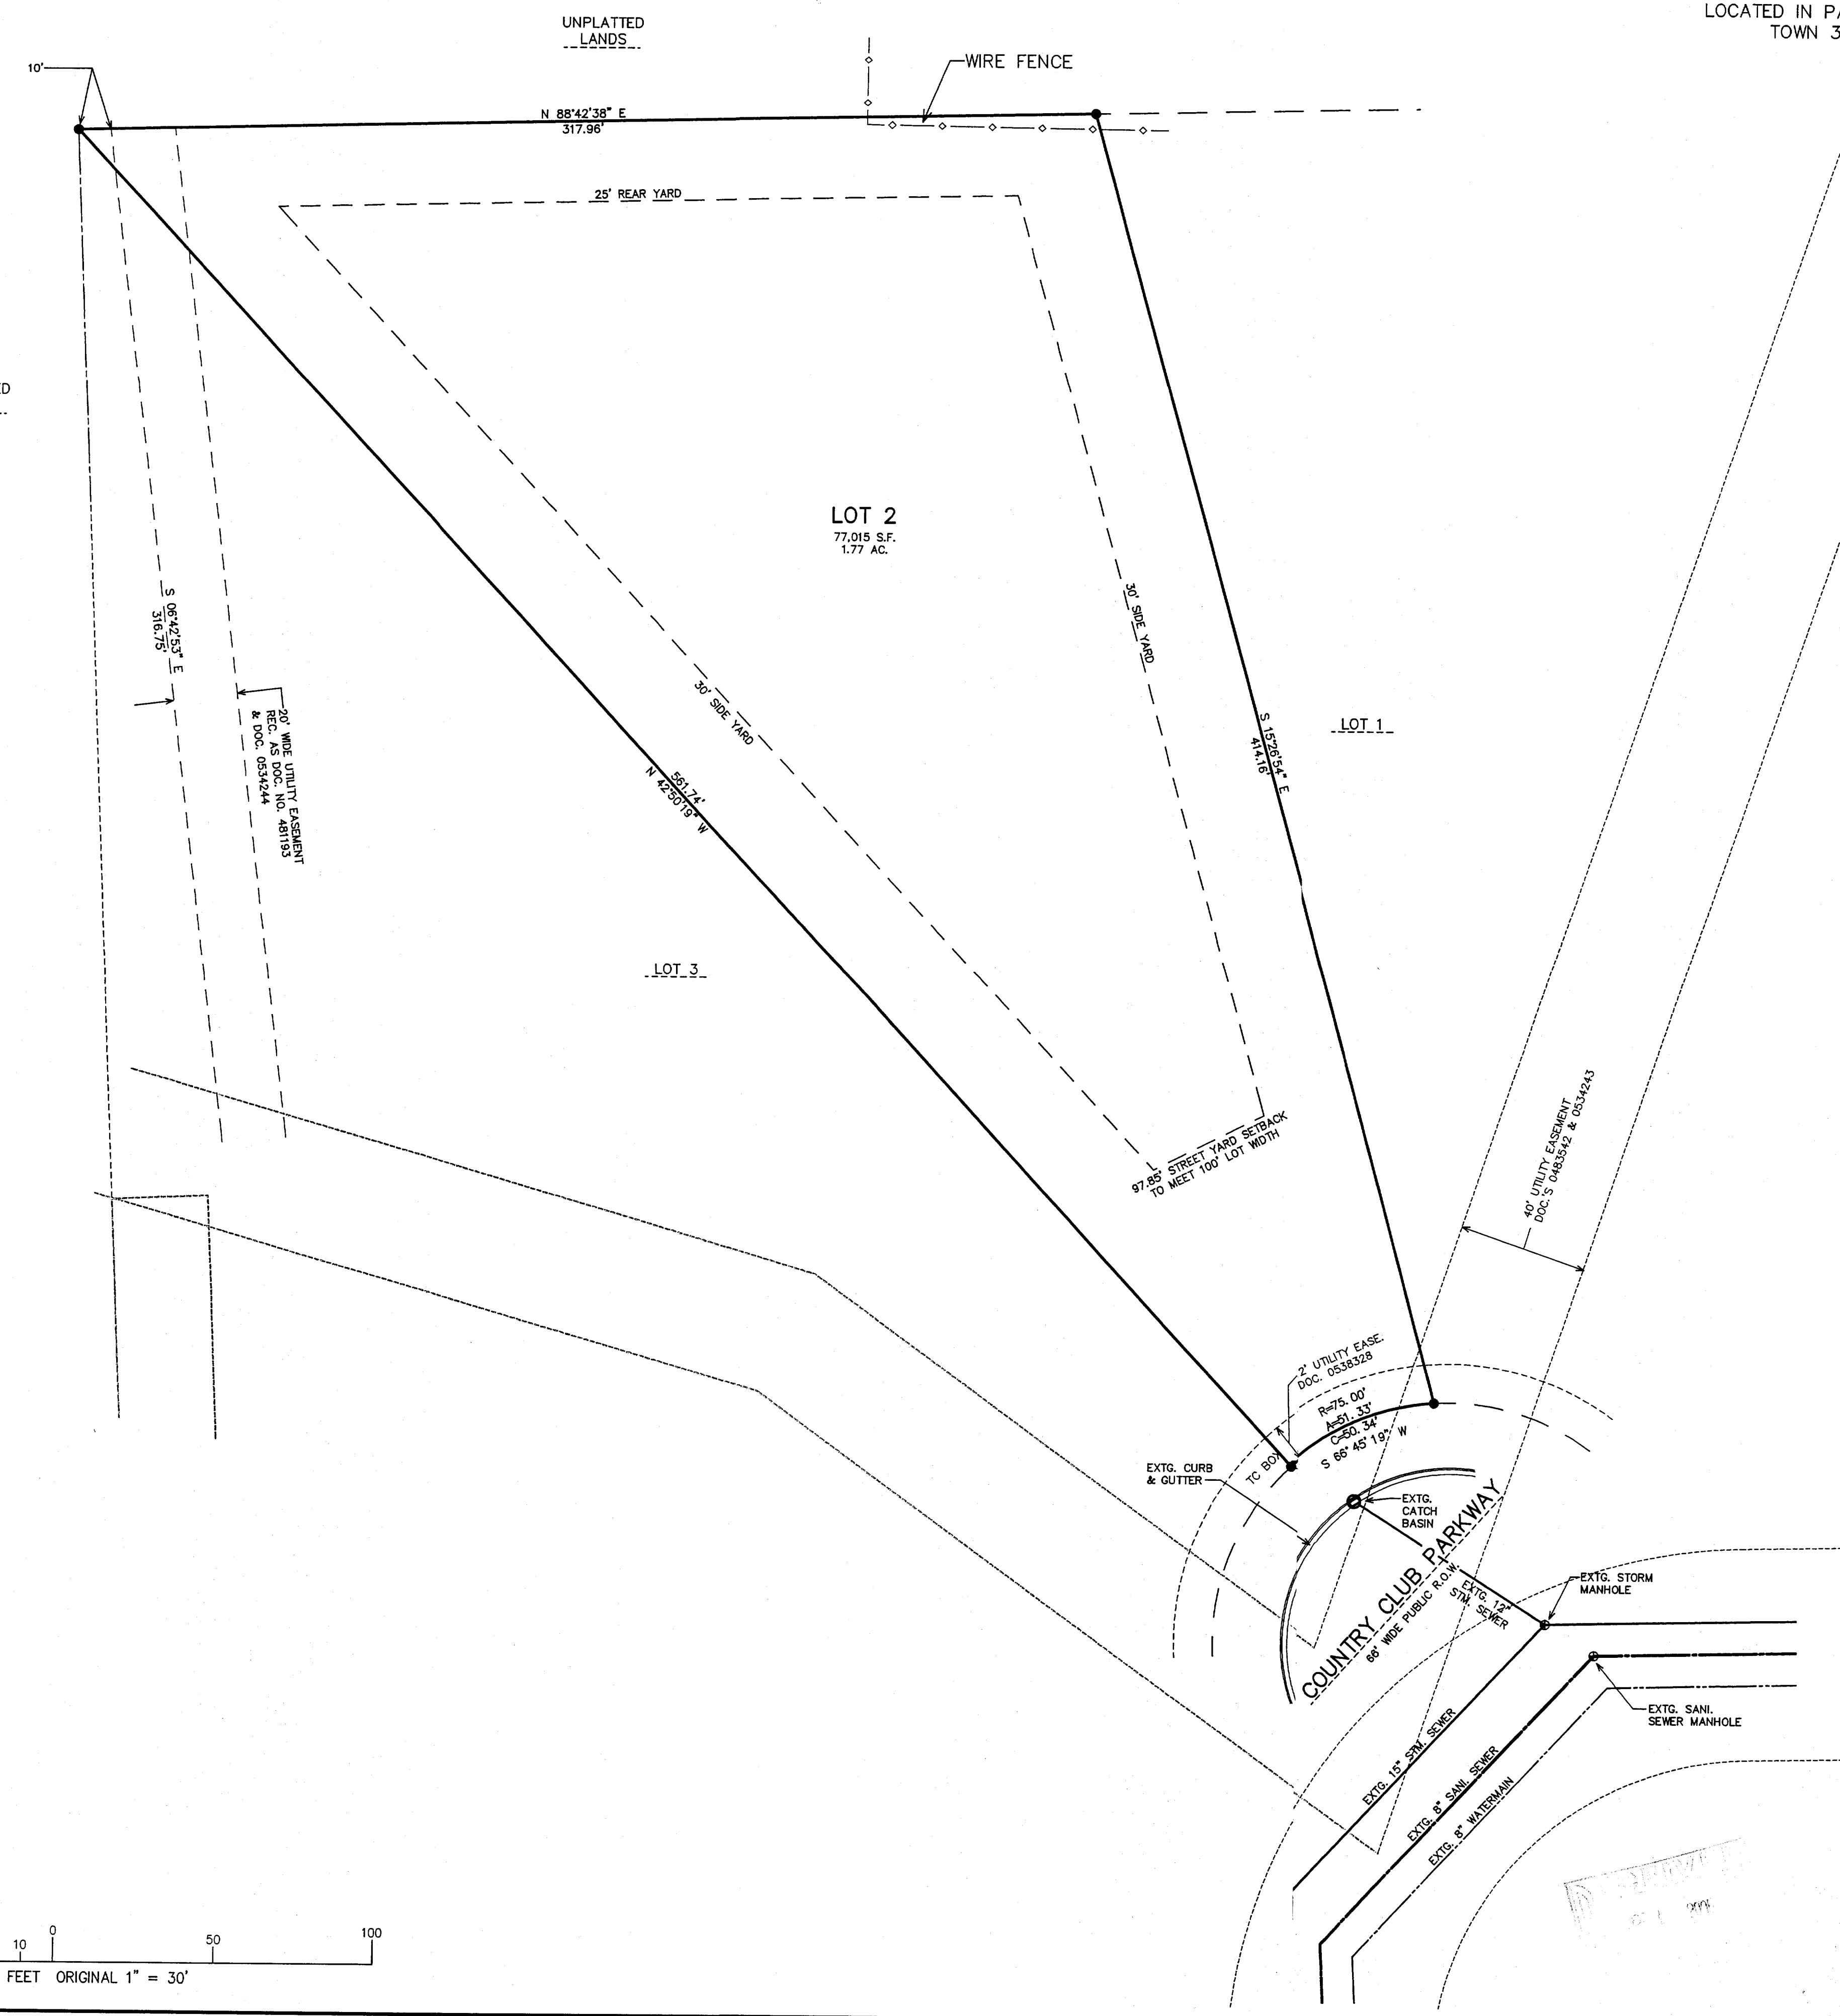 LOCATED IN P
TOWN 3
UNPLATTED
LANDS
10'
WIRE FENCE
N 88°42'38" E
317.96'
25' REAR YARD
LOT 2
77,015 S.F.
1.77 AC.
S 06°42'53" E
316.75'
20' WIDE UTILITY EASEMENT
REC. AS DOC. NO. 481193
& DOC. 0534244
30' SIDE YARD
30' SIDE YARD
561.74'
N 42°50'19" W
S 15°26'54" E
414.16'
LOT 1
LOT 3
97.85' STREET YARD SETBACK
TO MEET 100' LOT WIDTH
40' UTILITY EASEMENT
DOC.'S 0483542 & 0534243
2' UTILITY EASE.
DOC. 0538328
R=75.00'
A=51.33'
C=50.34'
S 66°45'19" W
TC BOX
EXTG. CURB
& GUTTER
EXTG.
CATCH
BASIN
COUNTRY CLUB PARKWAY
66' WIDE PUBLIC R.O.W.
EXTG. 12"
STM. SEWER
EXTG. STORM
MANHOLE
EXTG. SANI.
SEWER MANHOLE
EXTG. 15" STM. SEWER
EXTG. 8" SANI. SEWER
EXTG. 8" WATERMAIN
10 0 50 100
FEET ORIGINAL 1" = 30'